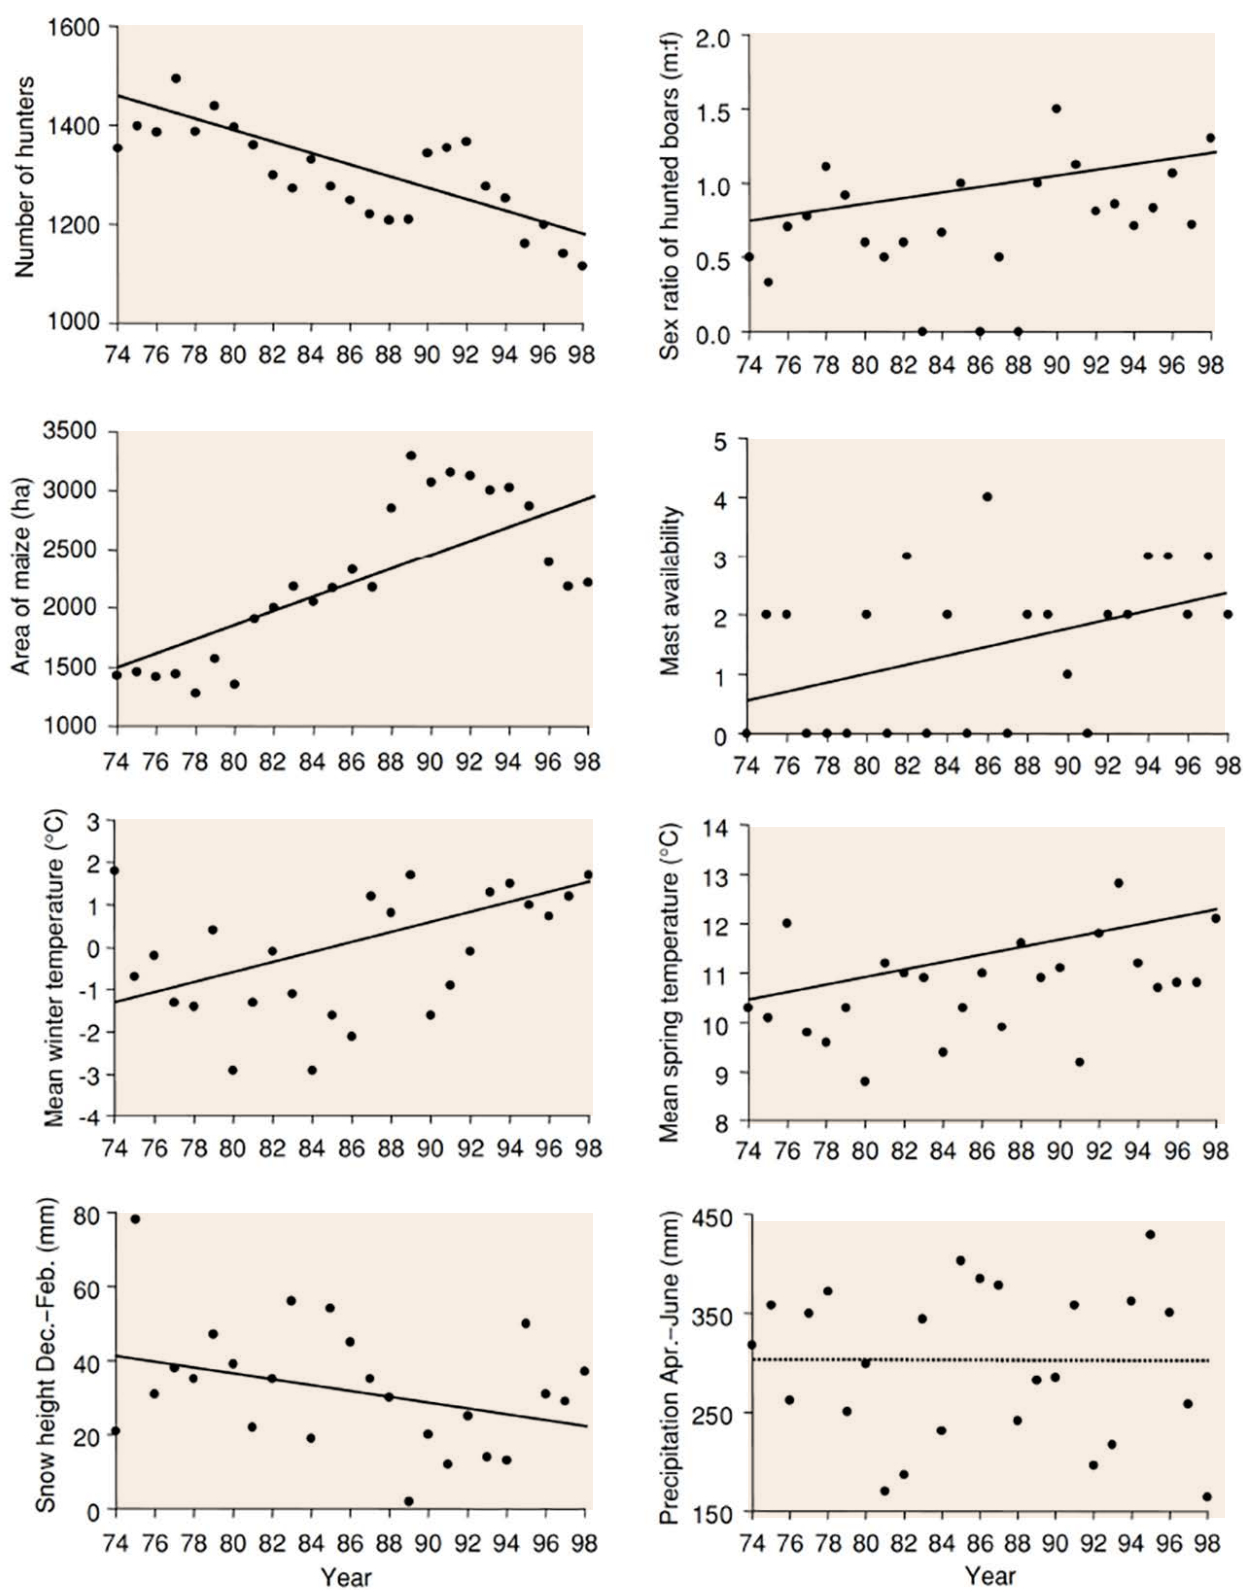 Number of hunters
1600
1400
1200
1000
74 76 78 80 82 84 86 88 90 92 94 96 98
Sex ratio of hunted boars (m:f)
2.0
1.5
1.0
0.5
0.0
74 76 78 80 82 84 86 88 90 92 94 96 98
Area of maize (ha)
3500
3000
2500
2000
1500
1000
74 76 78 80 82 84 86 88 90 92 94 96 98
Mast availability
5
4
3
2
1
0
74 76 78 80 82 84 86 88 90 92 94 96 98
Mean winter temperature (°C)
3
2
1
0
-1
-2
-3
-4
74 76 78 80 82 84 86 88 90 92 94 96 98
Mean spring temperature (°C)
14
13
12
11
10
9
8
74 76 78 80 82 84 86 88 90 92 94 96 98
Snow height Dec.–Feb. (mm)
80
60
40
20
0
74 76 78 80 82 84 86 88 90 92 94 96 98
Year
Precipitation Apr.–June (mm)
450
350
250
150
74 76 78 80 82 84 86 88 90 92 94 96 98
Year